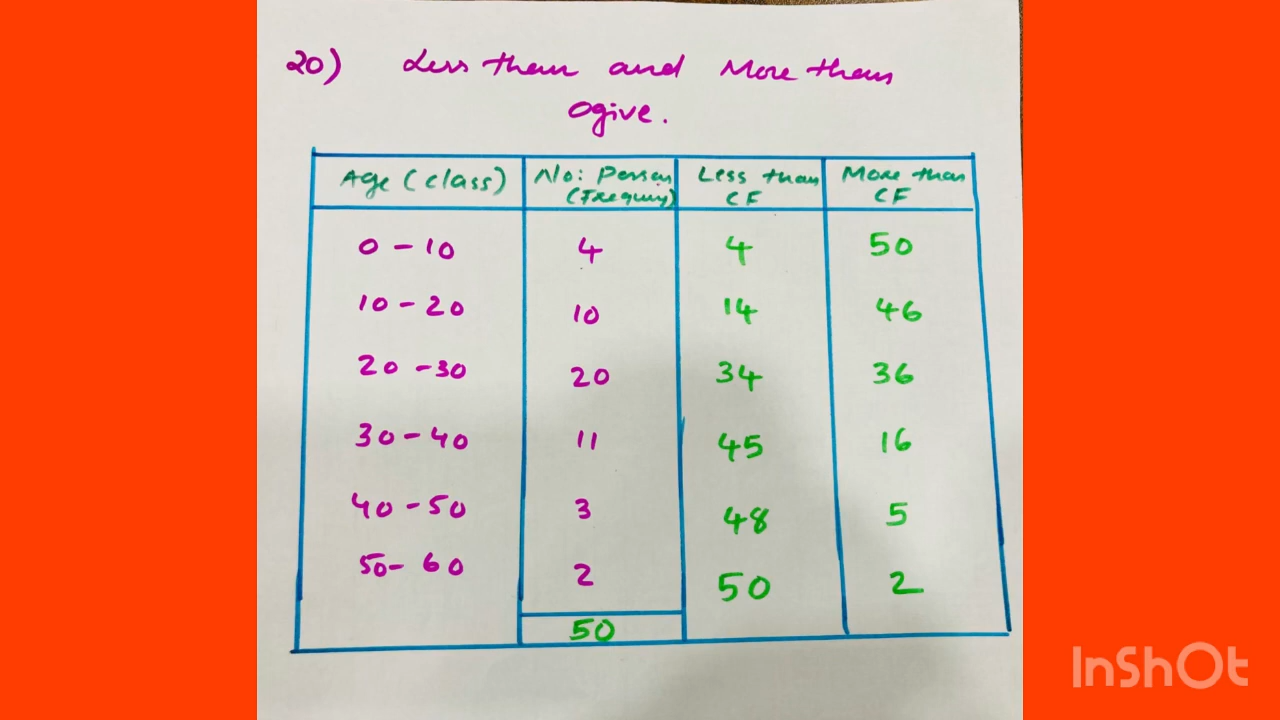 20) Less than and More than
Ogive.
Age (class) No: Person (Frequny) Less than CF More than CF
0-10 4 4 50
10-20 10 14 46
20-30 20 34 36
30-40 11 45 16
40-50 3 48 5
50-60 2 50 2
50
InShOt